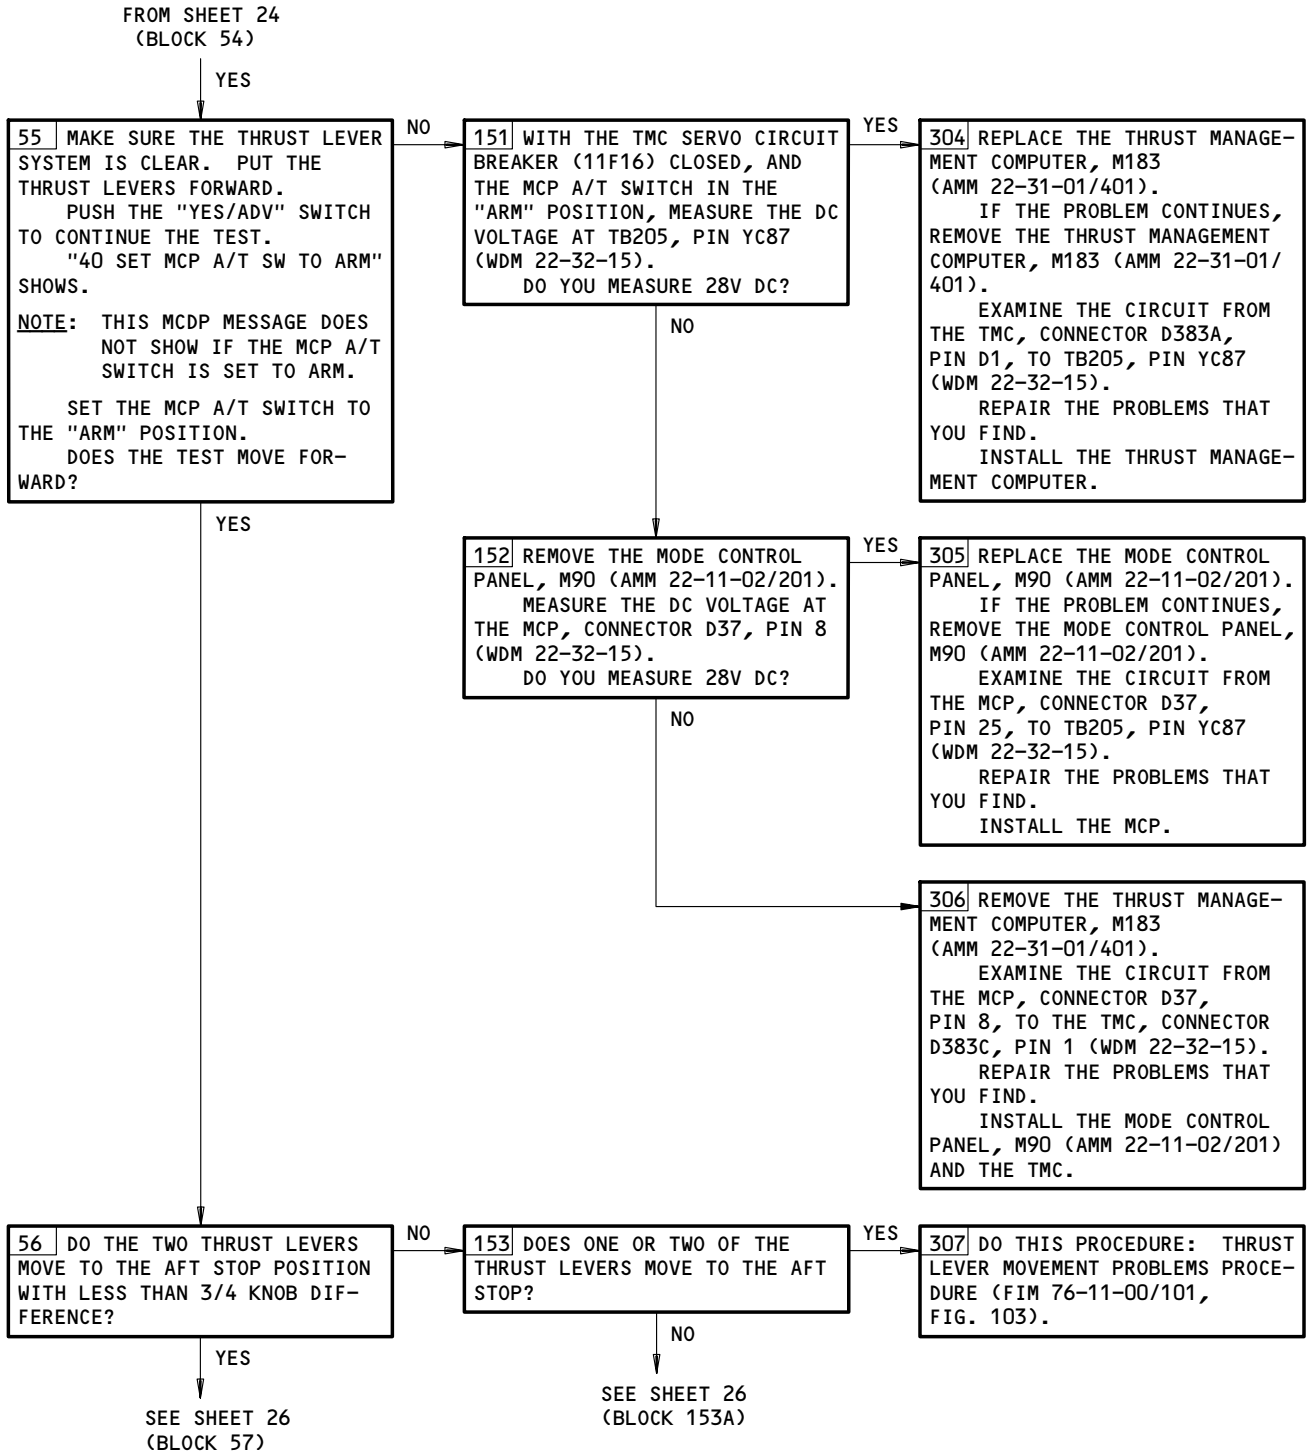 FROM SHEET 24
(BLOCK 54)
YES
55 MAKE SURE THE THRUST LEVER
SYSTEM IS CLEAR. PUT THE
THRUST LEVERS FORWARD.
PUSH THE "YES/ADV" SWITCH
TO CONTINUE THE TEST.
"40 SET MCP A/T SW TO ARM"
SHOWS.
NOTE: THIS MCDP MESSAGE DOES
NOT SHOW IF THE MCP A/T
SWITCH IS SET TO ARM.
SET THE MCP A/T SWITCH TO
THE "ARM" POSITION.
DOES THE TEST MOVE FOR-
WARD?
NO
151 WITH THE TMC SERVO CIRCUIT
BREAKER (11F16) CLOSED, AND
THE MCP A/T SWITCH IN THE
"ARM" POSITION, MEASURE THE DC
VOLTAGE AT TB205, PIN YC87
(WDM 22-32-15).
DO YOU MEASURE 28V DC?
YES
304 REPLACE THE THRUST MANAGE-
MENT COMPUTER, M183
(AMM 22-31-01/401).
IF THE PROBLEM CONTINUES,
REMOVE THE THRUST MANAGEMENT
COMPUTER, M183 (AMM 22-31-01/
401).
EXAMINE THE CIRCUIT FROM
THE TMC, CONNECTOR D383A,
PIN D1, TO TB205, PIN YC87
(WDM 22-32-15).
REPAIR THE PROBLEMS THAT
YOU FIND.
INSTALL THE THRUST MANAGE-
MENT COMPUTER.
NO
YES
152 REMOVE THE MODE CONTROL
PANEL, M90 (AMM 22-11-02/201).
MEASURE THE DC VOLTAGE AT
THE MCP, CONNECTOR D37, PIN 8
(WDM 22-32-15).
DO YOU MEASURE 28V DC?
YES
305 REPLACE THE MODE CONTROL
PANEL, M90 (AMM 22-11-02/201).
IF THE PROBLEM CONTINUES,
REMOVE THE MODE CONTROL PANEL,
M90 (AMM 22-11-02/201).
EXAMINE THE CIRCUIT FROM
THE MCP, CONNECTOR D37,
PIN 25, TO TB205, PIN YC87
(WDM 22-32-15).
REPAIR THE PROBLEMS THAT
YOU FIND.
INSTALL THE MCP.
NO
306 REMOVE THE THRUST MANAGE-
MENT COMPUTER, M183
(AMM 22-31-01/401).
EXAMINE THE CIRCUIT FROM
THE MCP, CONNECTOR D37,
PIN 8, TO THE TMC, CONNECTOR
D383C, PIN 1 (WDM 22-32-15).
REPAIR THE PROBLEMS THAT
YOU FIND.
INSTALL THE MODE CONTROL
PANEL, M90 (AMM 22-11-02/201)
AND THE TMC.
56 DO THE TWO THRUST LEVERS
MOVE TO THE AFT STOP POSITION
WITH LESS THAN 3/4 KNOB DIF-
FERENCE?
NO
153 DOES ONE OR TWO OF THE
THRUST LEVERS MOVE TO THE AFT
STOP?
YES
307 DO THIS PROCEDURE: THRUST
LEVER MOVEMENT PROBLEMS PROCE-
DURE (FIM 76-11-00/101,
FIG. 103).
YES
NO
SEE SHEET 26
(BLOCK 57)
SEE SHEET 26
(BLOCK 153A)